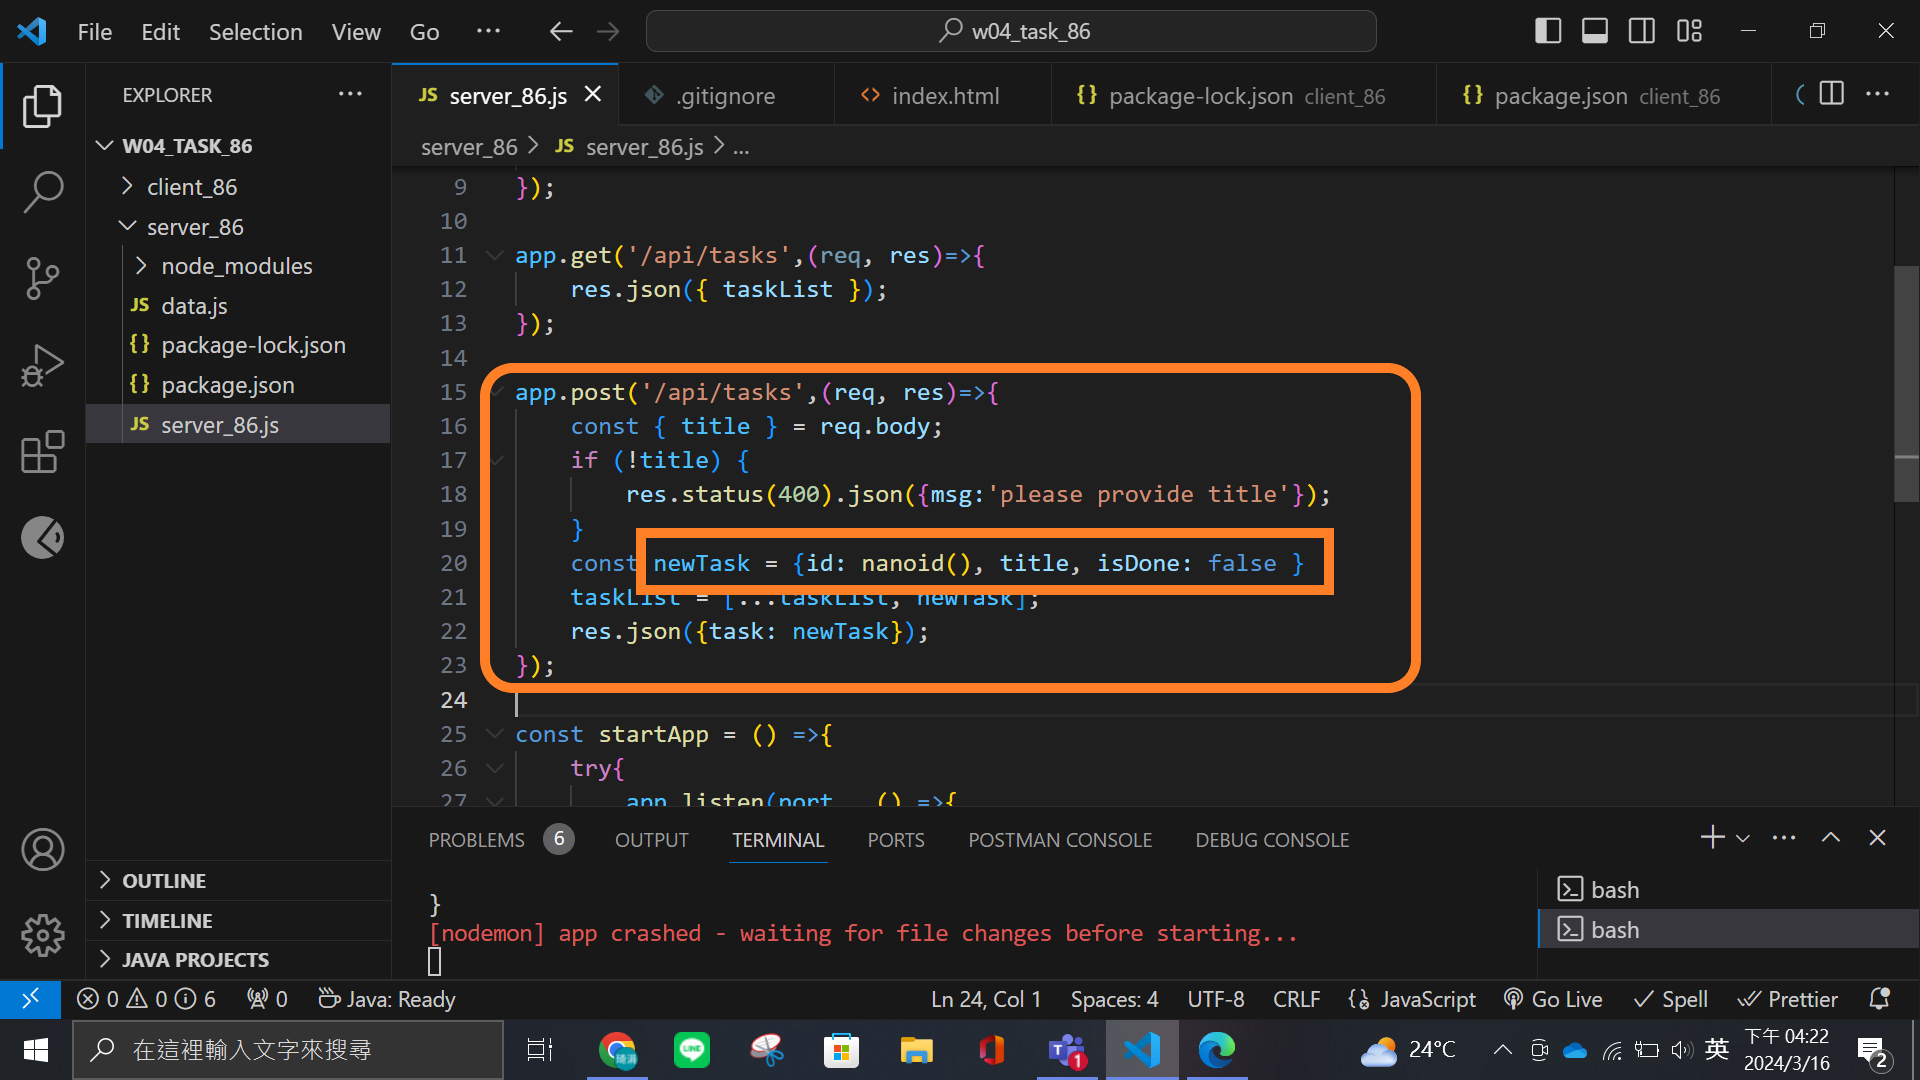 File Edit Selection View Go ... w04_task_86
EXPLORER ...
W04_TASK_86
client_86
server_86
node_modules
JS data.js
{} package-lock.json
{} package.json
JS server_86.js
OUTLINE
TIMELINE
JAVA PROJECTS
JS server_86.js .gitignore <> index.html {} package-lock.json client_86 {} package.json client_86 ...
server_86 > JS server_86.js > ...
9 });
10
11 app.get('/api/tasks',(req, res)=>{
12 res.json({ taskList });
13 });
14
15 app.post('/api/tasks',(req, res)=>{
16 const { title } = req.body;
17 if (!title) {
18 res.status(400).json({msg:'please provide title'});
19 }
20 const newTask = {id: nanoid(), title, isDone: false }
21 taskList = [...taskList, newTask];
22 res.json({task: newTask});
23 });
24
25 const startApp = () =>{
26 try{
27 app.listen(port, () =>{
PROBLEMS 6 OUTPUT TERMINAL PORTS POSTMAN CONSOLE DEBUG CONSOLE
}
[nodemon] app crashed - waiting for file changes before starting...
bash
bash
0 0 6 0 Java: Ready Ln 24, Col 1 Spaces: 4 UTF-8 CRLF JavaScript Go Live Spell Prettier
在這裡輸入文字來搜尋 琦湧 LINE 1 24°C 英 下午 04:22
2024/3/16 2